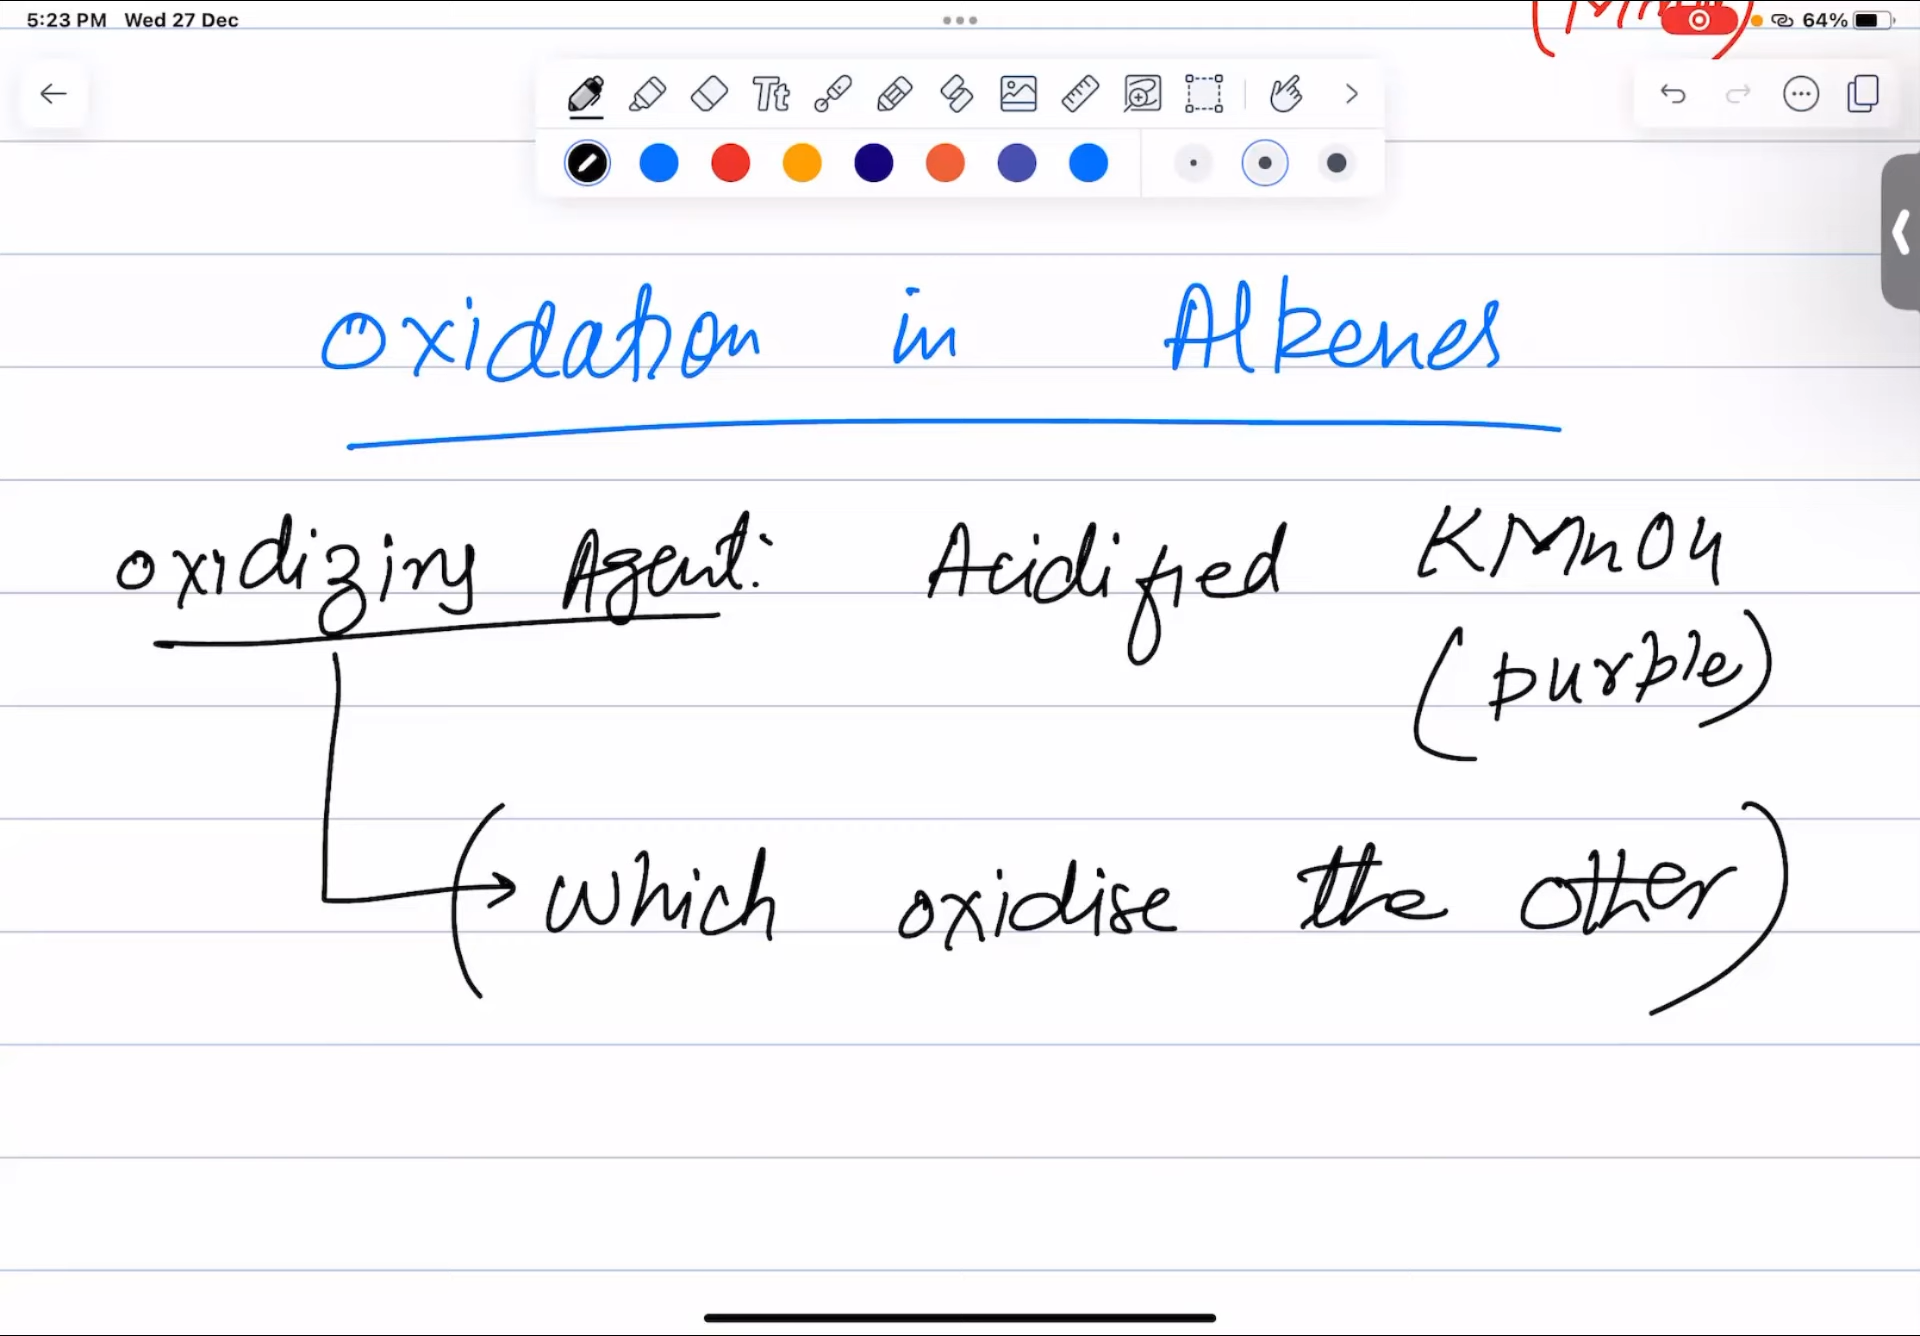 5:23 PM Wed 27 Dec
64%
Tt
Oxidation in Alkenes
oxidizing Agent: Acidified KMnO4
(purple)
(which oxidise the other)